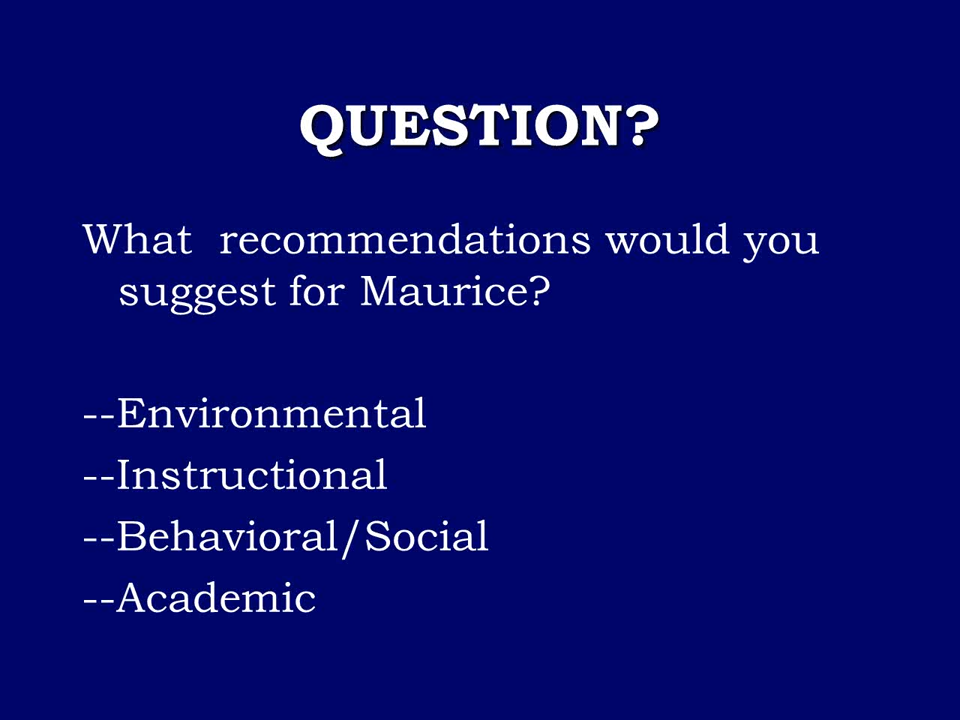 QUESTION?
What  recommendations would you
suggest for Maurice?
--Environmental
--Instructional
--Behavioral/Social
--Academic